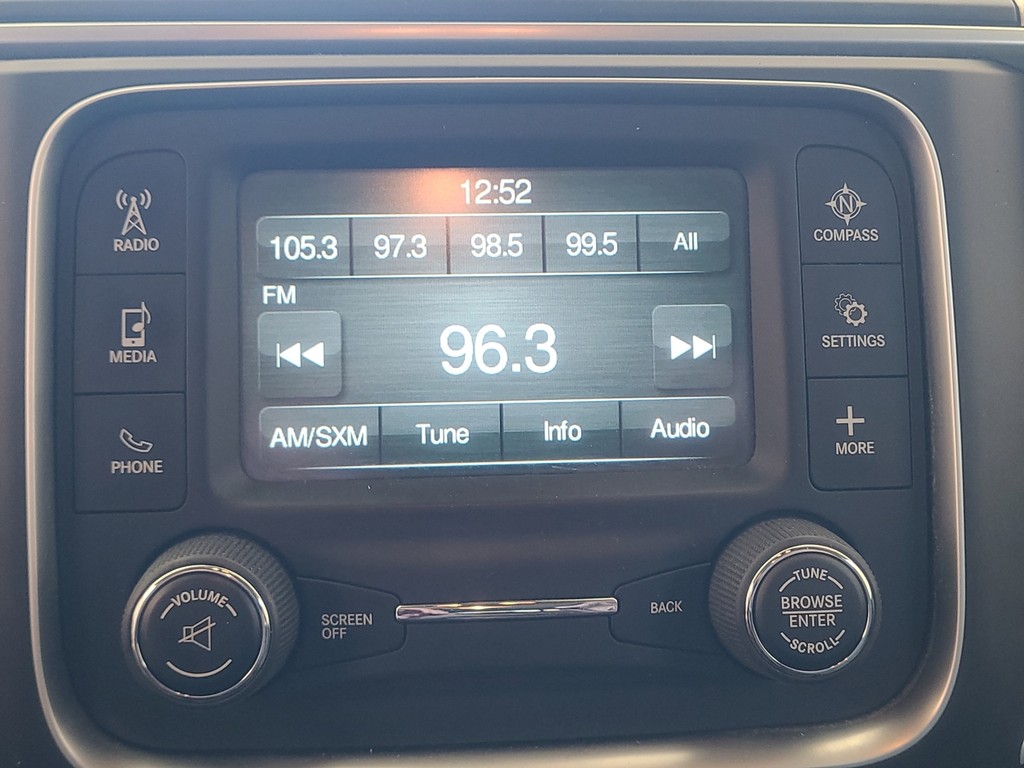 12:52
105.3 97.3 98.5 99.5 All
FM
96.3
AM/SXM Tune Info Audio
RADIO
MEDIA
PHONE
N
COMPASS
SETTINGS
MORE
VOLUME
SCREEN
OFF
BACK
TUNE
BROWSE
ENTER
SCROLL